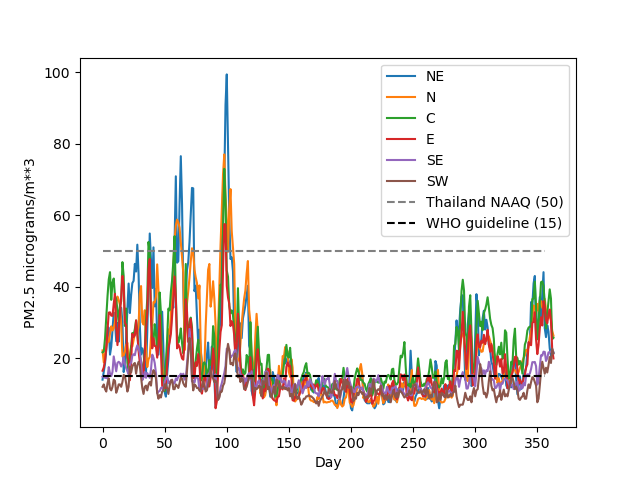 100
80
60
40
20
PM2.5 micrograms/m**3
NE
N
C
E
SE
SW
Thailand NAAQ (50)
WHO guideline (15)
0 50 100 150 200 250 300 350
Day